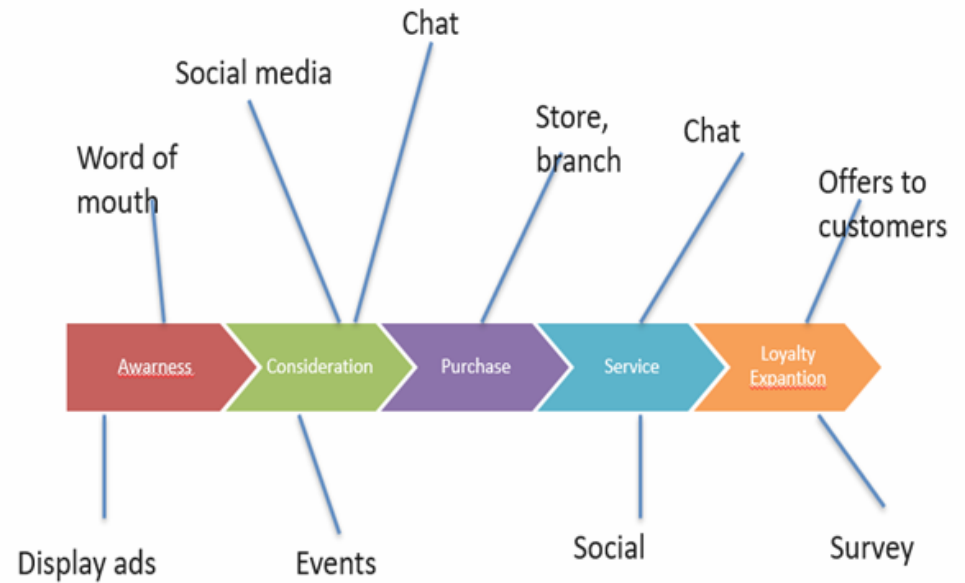 Chat
Social media
Store,
branch
Chat
Word of
mouth
Offers to
customers
Awarness
Consideration
Purchase
Service
Loyalty
Expantion
Display ads
Events
Social
Survey